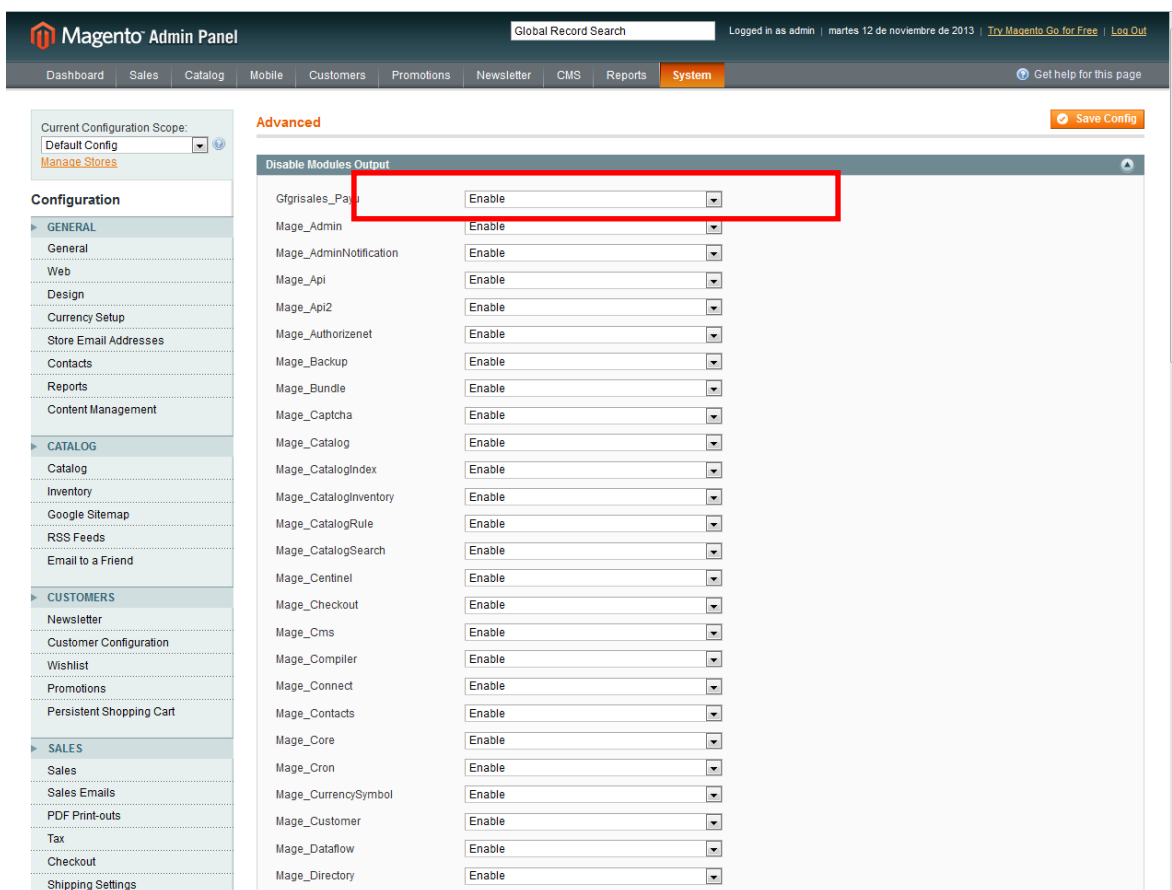 Magento Admin Panel
Global Record Search
Logged in as admin | martes 12 de noviembre de 2013 | Try Magento Go for Free | Log Out
Dashboard Sales Catalog Mobile Customers Promotions Newsletter CMS Reports System Get help for this page
Current Configuration Scope:
Default Config
Manage Stores
Configuration
GENERAL
General
Web
Design
Currency Setup
Store Email Addresses
Contacts
Reports
Content Management
CATALOG
Catalog
Inventory
Google Sitemap
RSS Feeds
Email to a Friend
CUSTOMERS
Newsletter
Customer Configuration
Wishlist
Promotions
Persistent Shopping Cart
SALES
Sales
Sales Emails
PDF Print-outs
Tax
Checkout
Shipping Settings
Advanced
Save Config
Disable Modules Output
Gfgrisales_Payu Enable
Mage_Admin Enable
Mage_AdminNotification Enable
Mage_Api Enable
Mage_Api2 Enable
Mage_Authorizenet Enable
Mage_Backup Enable
Mage_Bundle Enable
Mage_Captcha Enable
Mage_Catalog Enable
Mage_CatalogIndex Enable
Mage_CatalogInventory Enable
Mage_CatalogRule Enable
Mage_CatalogSearch Enable
Mage_Centinel Enable
Mage_Checkout Enable
Mage_Cms Enable
Mage_Compiler Enable
Mage_Connect Enable
Mage_Contacts Enable
Mage_Core Enable
Mage_Cron Enable
Mage_CurrencySymbol Enable
Mage_Customer Enable
Mage_Dataflow Enable
Mage_Directory Enable